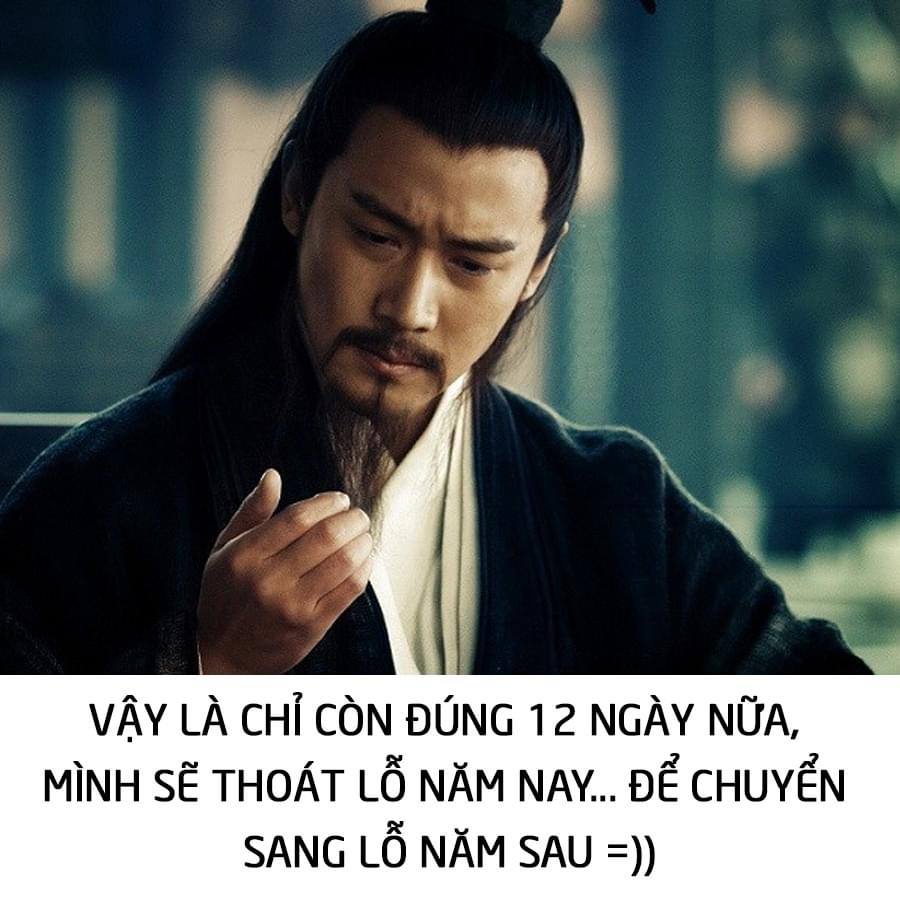 VẬY LÀ CHỈ CÒN ĐÚNG 12 NGÀY NỮA,
MÌNH SẼ THOÁT LỖ NĂM NAY... ĐỂ CHUYỂN
SANG LỖ NĂM SAU =))